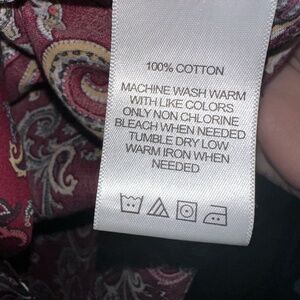 100% COTTON
MACHINE WASH WARM
WITH LIKE COLORS
ONLY NON CHLORINE
BLEACH WHEN NEEDED
TUMBLE DRY LOW
WARM IRON WHEN
NEEDED